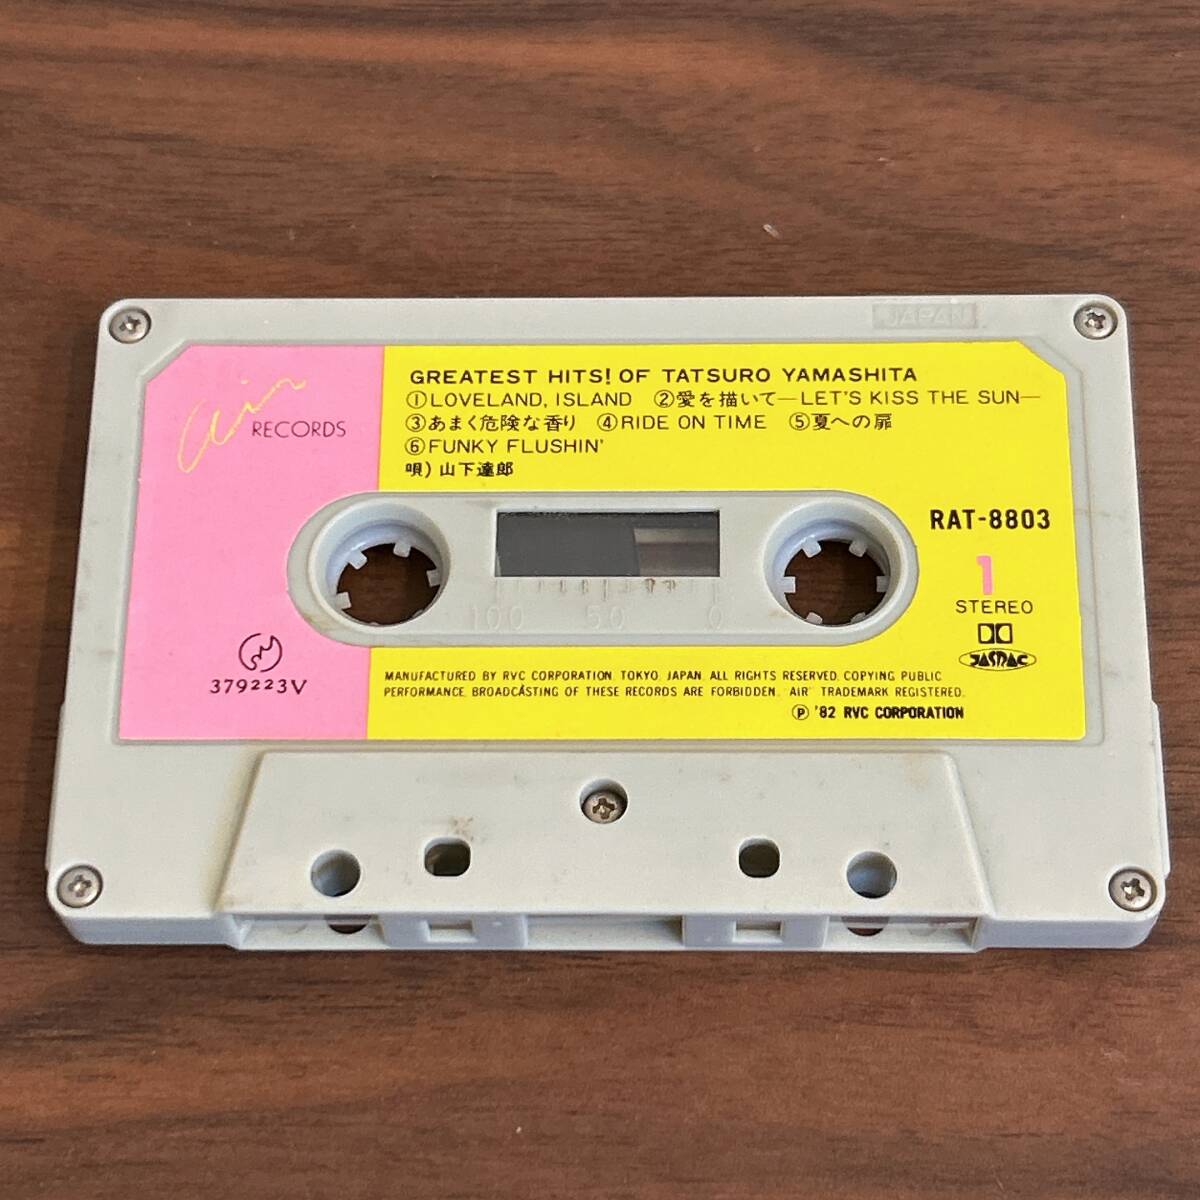 JAPAN
air RECORDS
GREATEST HITS! OF TATSURO YAMASHITA
①LOVELAND, ISLAND ②愛を描いて—LET'S KISS THE SUN—
③あまく危険な香り ④RIDE ON TIME ⑤夏への扉
⑥FUNKY FLUSHIN'
唄) 山下達郎
RAT-8803
1
STEREO
JASRAC
100 50 0
379223V
MANUFACTURED BY RVC CORPORATION, TOKYO, JAPAN. ALL RIGHTS RESERVED. COPYING PUBLIC
PERFORMANCE. BROADCASTING OF THESE RECORDS ARE FORBIDDEN. "AIR" TRADEMARK REGISTERED.
Ⓟ '82 RVC CORPORATION